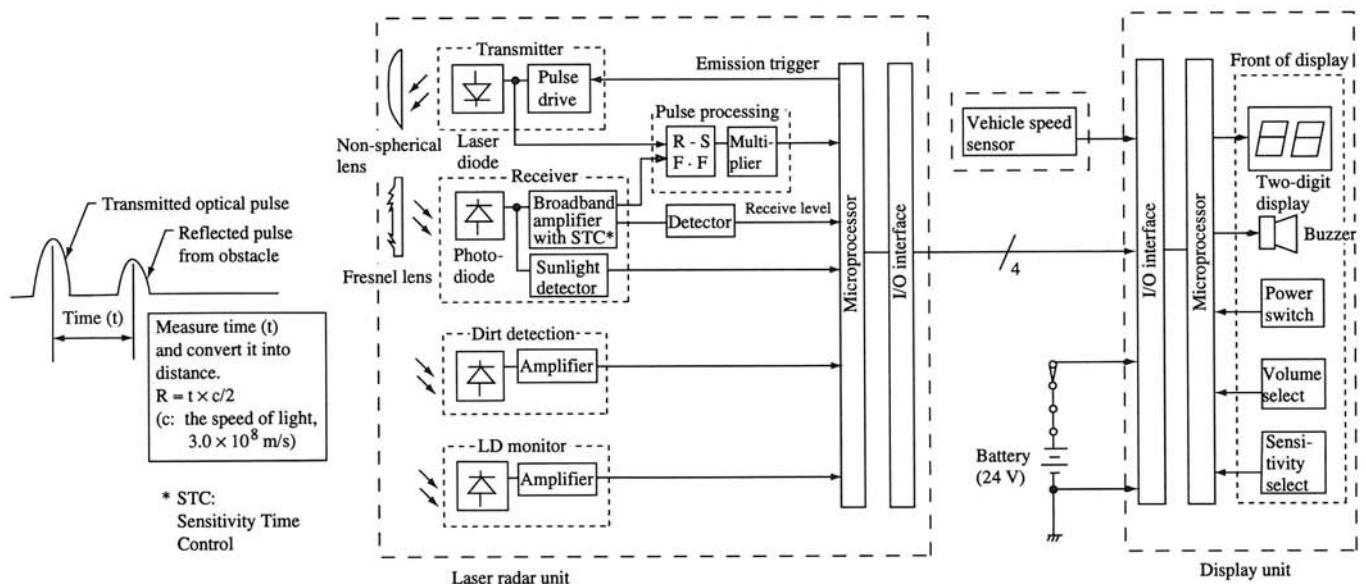 Transmitted optical pulse
Reflected pulse
from obstacle
Time (t)
Measure time (t)
and convert it into
distance.
R = t × c/2
(c: the speed of light,
3.0 × 10⁸ m/s)
* STC:
Sensitivity Time
Control
Non-spherical
lens
Fresnel lens
Transmitter
Laser
diode
Pulse
drive
Emission trigger
Pulse processing
R - S
F · F
Multi-
plier
Receiver
Photo-
diode
Broadband
amplifier
with STC*
Sunlight
detector
Detector
Receive level
Dirt detection
Amplifier
LD monitor
Amplifier
Microprocessor
I/O interface
Laser radar unit
4
Vehicle speed
sensor
Battery
(24 V)
I/O interface
Microprocessor
Front of display
88
Two-digit
display
Buzzer
Power
switch
Volume
select
Sensi-
tivity
select
Display unit